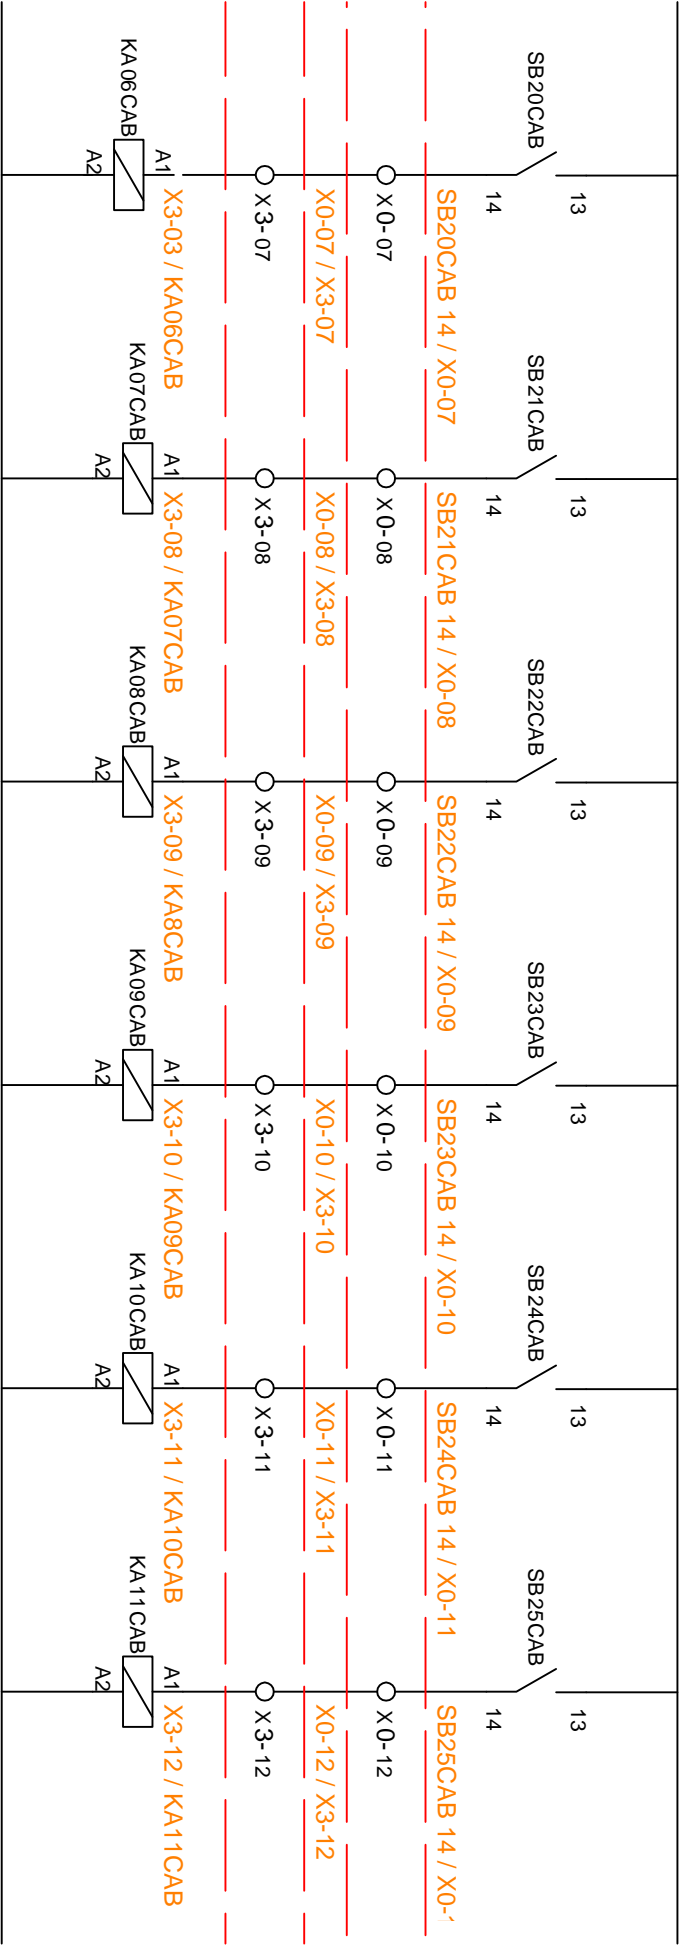 SB20CAB
13
14
SB20CAB 14 / X0-07
X0-07
X0-07 / X3-07
X3-07
X3-03 / KA06CAB
A1
KA06CAB
A2
SB21CAB
13
14
SB21CAB 14 / X0-08
X0-08
X0-08 / X3-08
X3-08
X3-08 / KA07CAB
A1
KA07CAB
A2
SB22CAB
13
14
SB22CAB 14 / X0-09
X0-09
X0-09 / X3-09
X3-09
X3-09 / KA8CAB
A1
KA08CAB
A2
SB23CAB
13
14
SB23CAB 14 / X0-10
X0-10
X0-10 / X3-10
X3-10
X3-10 / KA09CAB
A1
KA09CAB
A2
SB24CAB
13
14
SB24CAB 14 / X0-11
X0-11
X0-11 / X3-11
X3-11
X3-11 / KA10CAB
A1
KA10CAB
A2
SB25CAB
13
14
SB25CAB 14 / X0-1
X0-12
X0-12 / X3-12
X3-12
X3-12 / KA11CAB
A1
KA11CAB
A2